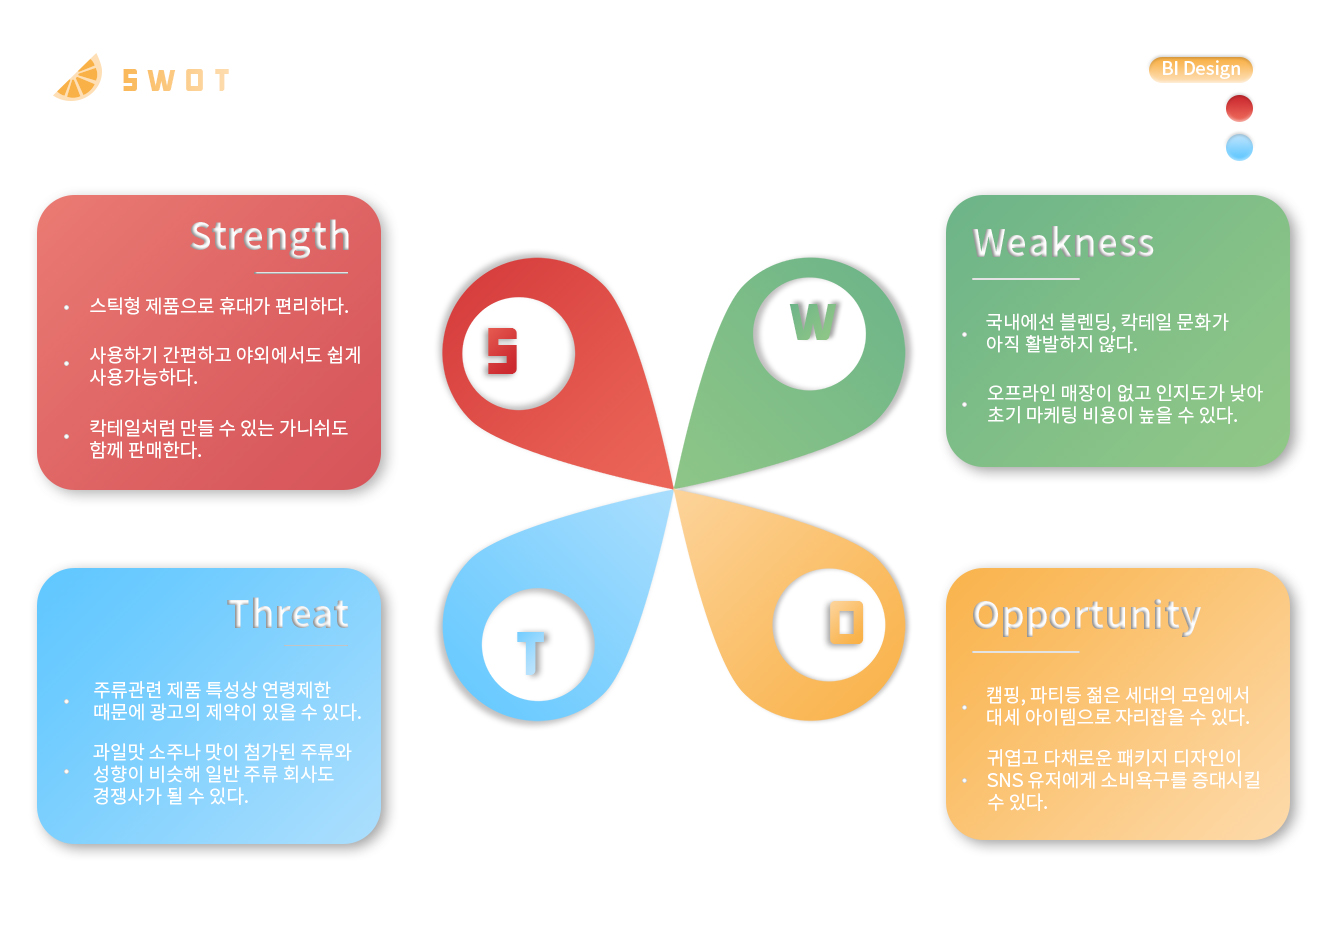 SWOT
BI Design
Strength
• 스틱형 제품으로 휴대가 편리하다.
• 사용하기 간편하고 야외에서도 쉽게
사용가능하다.
• 칵테일처럼 만들 수 있는 가니쉬도
함께 판매한다.
S
W
Weakness
• 국내에선 블렌딩, 칵테일 문화가
아직 활발하지 않다.
• 오프라인 매장이 없고 인지도가 낮아
초기 마케팅 비용이 높을 수 있다.
Threat
• 주류관련 제품 특성상 연령제한
때문에 광고의 제약이 있을 수 있다.
• 과일맛 소주나 맛이 첨가된 주류와
성향이 비슷해 일반 주류 회사도
경쟁사가 될 수 있다.
T
O
Opportunity
• 캠핑, 파티등 젊은 세대의 모임에서
대세 아이템으로 자리잡을 수 있다.
• 귀엽고 다채로운 패키지 디자인이
SNS 유저에게 소비욕구를 증대시킬
수 있다.